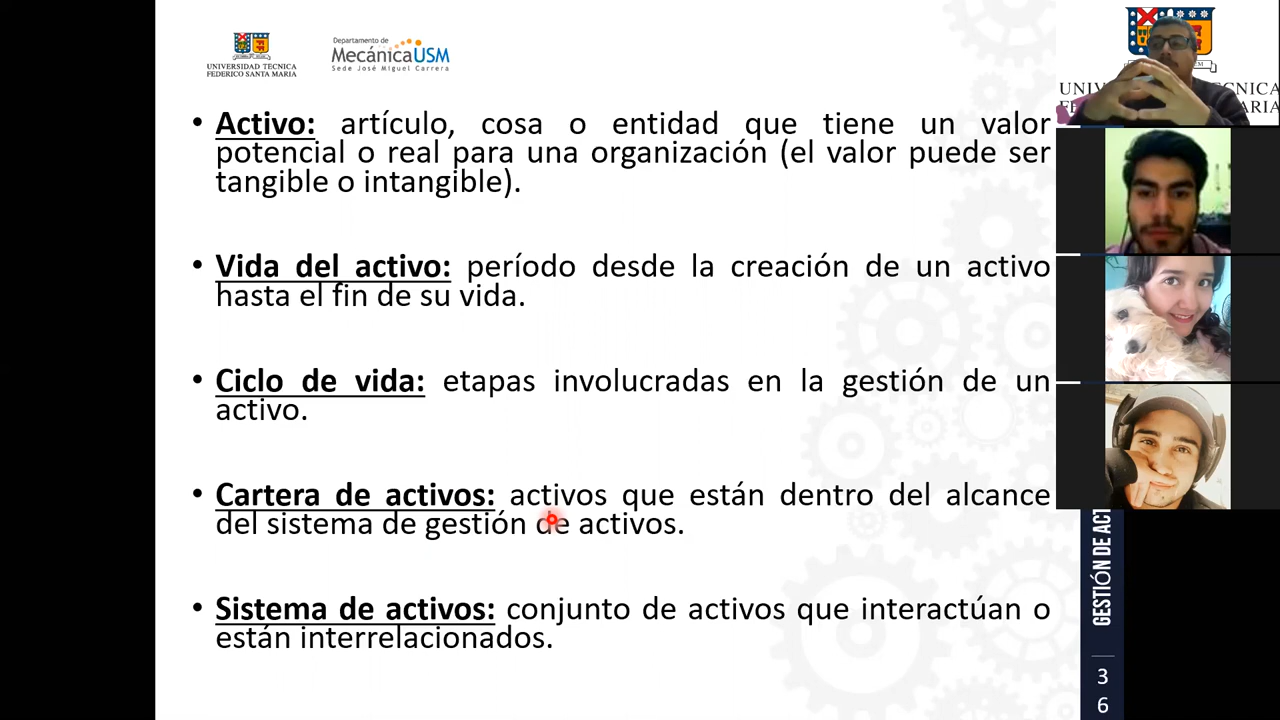 UNIVERSIDAD TECNICA
FEDERICO SANTA MARIA
Departamento de
MecánicaUSM
Sede José Miguel Carrera
• Activo: artículo, cosa o entidad que tiene un valor
potencial o real para una organización (el valor puede ser
tangible o intangible).
• Vida del activo: período desde la creación de un activo
hasta el fin de su vida.
• Ciclo de vida: etapas involucradas en la gestión de un
activo.
• Cartera de activos: activos que están dentro del alcance
del sistema de gestión de activos.
• Sistema de activos: conjunto de activos que interactúan o
están interrelacionados.
GESTIÓN DE ACT
3
6